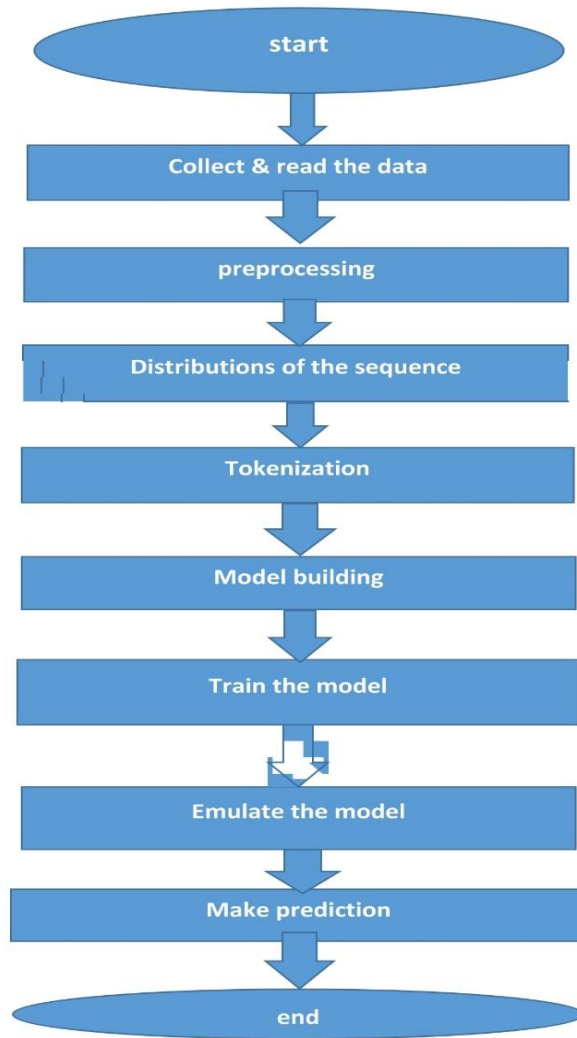 start
Collect & read the data
preprocessing
Distributions of the sequence
Tokenization
Model building
Train the model
Emulate the model
Make prediction
end